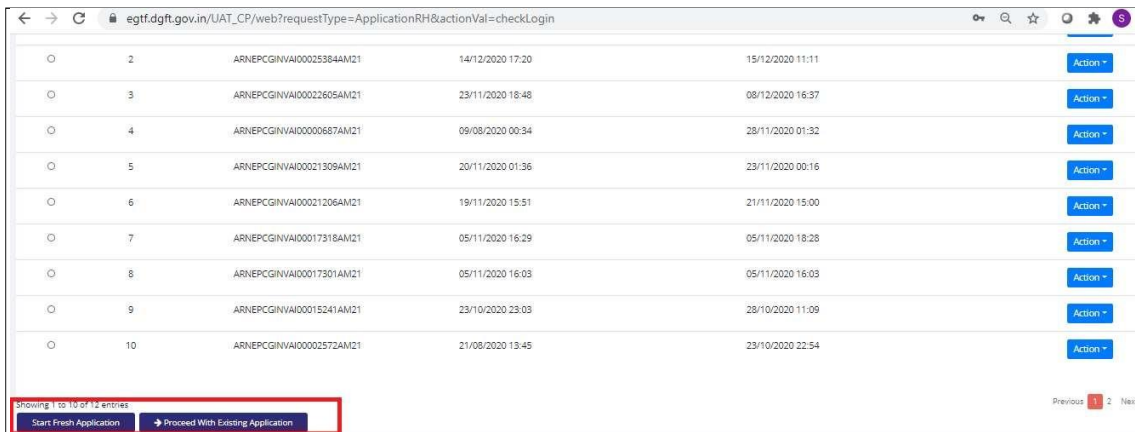 egtf.dgft.gov.in/UAT_CP/web?requestType=ApplicationRH&actionVal=checkLogin S
2 ARNEPCGINVAI00025384AM21 14/12/2020 17:20 15/12/2020 11:11 Action
3 ARNEPCGINVAI00022605AM21 23/11/2020 18:48 08/12/2020 16:37 Action
4 ARNEPCGINVAI00000687AM21 09/08/2020 00:34 28/11/2020 01:32 Action
5 ARNEPCGINVAI00021309AM21 20/11/2020 01:36 23/11/2020 00:16 Action
6 ARNEPCGINVAI00021206AM21 19/11/2020 15:51 21/11/2020 15:00 Action
7 ARNEPCGINVAI00017318AM21 05/11/2020 16:29 05/11/2020 18:28 Action
8 ARNEPCGINVAI00017301AM21 05/11/2020 16:03 05/11/2020 16:03 Action
9 ARNEPCGINVAI00015241AM21 23/10/2020 23:03 28/10/2020 11:09 Action
10 ARNEPCGINVAI00002572AM21 21/08/2020 13:45 23/10/2020 22:54 Action
Showing 1 to 10 of 12 entries Previous 1 2 Nex
Start Fresh Application Proceed With Existing Application